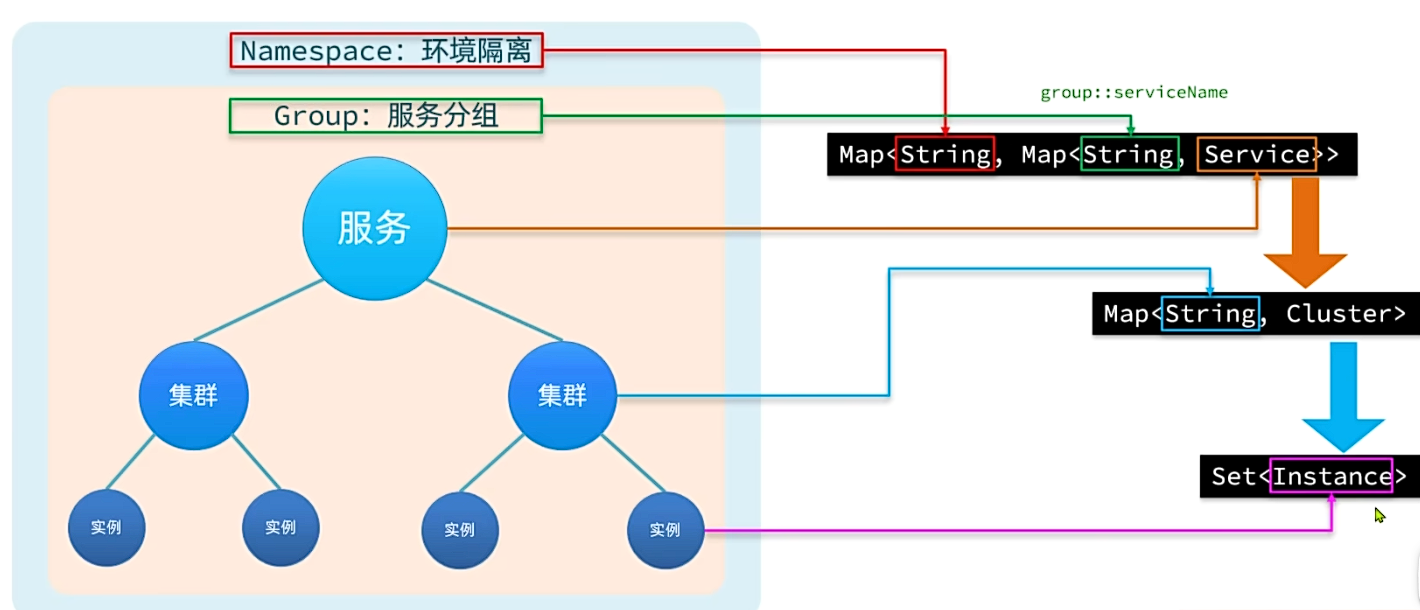 Namespace：环境隔离
Group：服务分组
group::serviceName
Map<String, Map<String, Service>>
服务
Map<String, Cluster>
集群
集群
Set<Instance>
实例
实例
实例
实例